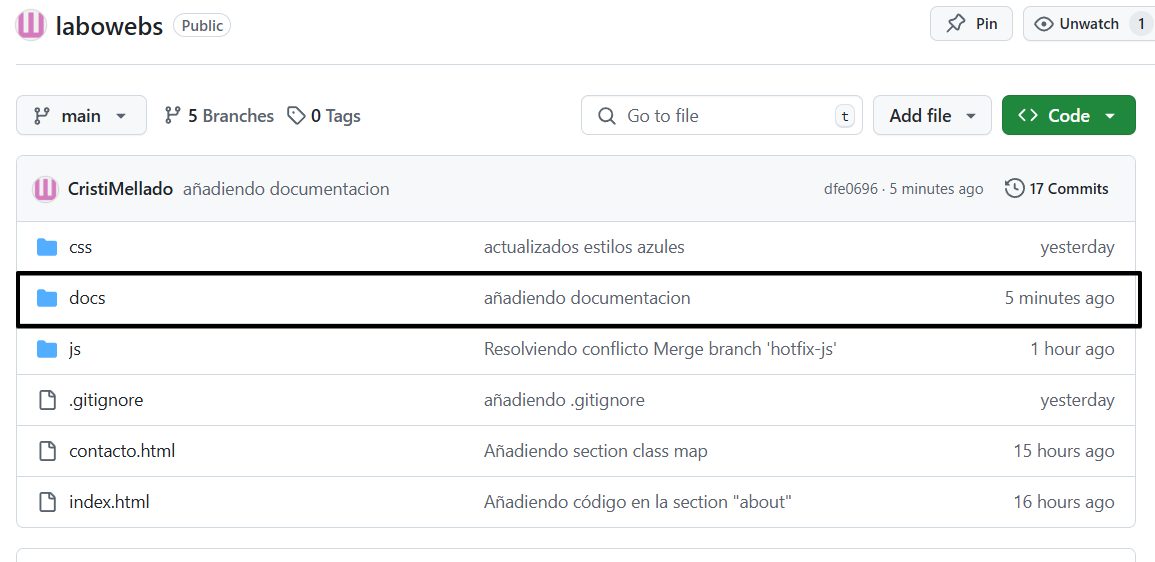 labowebs Public Pin Unwatch 1
main 5 Branches 0 Tags Go to file t Add file Code
CristiMellado añadiendo documentacion dfe0696 · 5 minutes ago 17 Commits
css actualizados estilos azules yesterday
docs añadiendo documentacion 5 minutes ago
js Resolviendo conflicto Merge branch 'hotfix-js' 1 hour ago
.gitignore añadiendo .gitignore yesterday
contacto.html Añadiendo section class map 15 hours ago
index.html Añadiendo código en la section "about" 16 hours ago